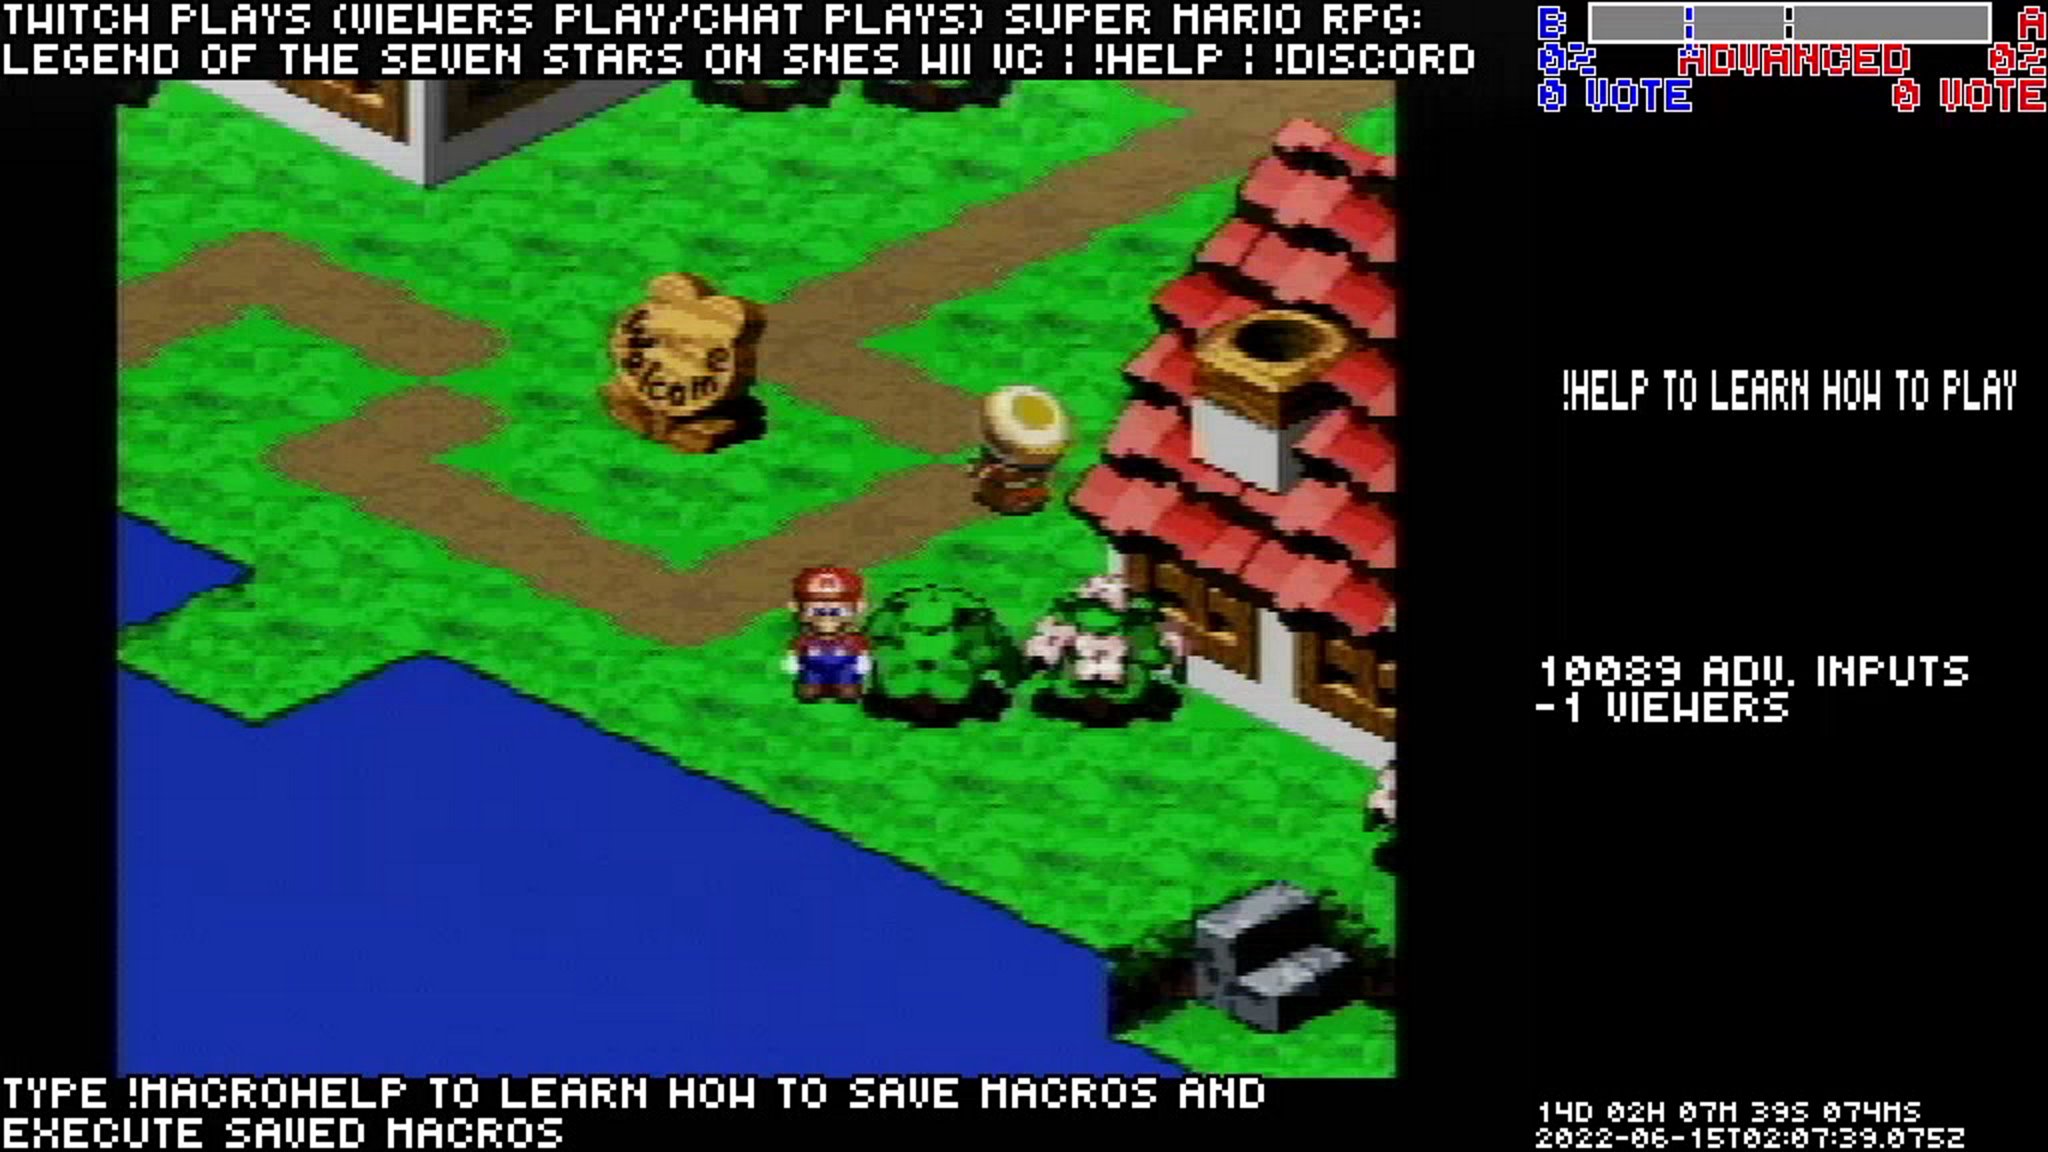 TWITCH PLAYS (VIEWERS PLAY/CHAT PLAYS) SUPER MARIO RPG:
LEGEND OF THE SEVEN STARS ON SNES WII VC ¦ !HELP ¦ !DISCORD
B A
0% ADVANCED 0%
0 VOTE 0 VOTE
Welcome
!HELP TO LEARN HOW TO PLAY
10089 ADV. INPUTS
-1 VIEWERS
TYPE !MACROHELP TO LEARN HOW TO SAVE MACROS AND
EXECUTE SAVED MACROS
14D 02H 07M 39S 074MS
2022-06-15T02:07:39.075Z